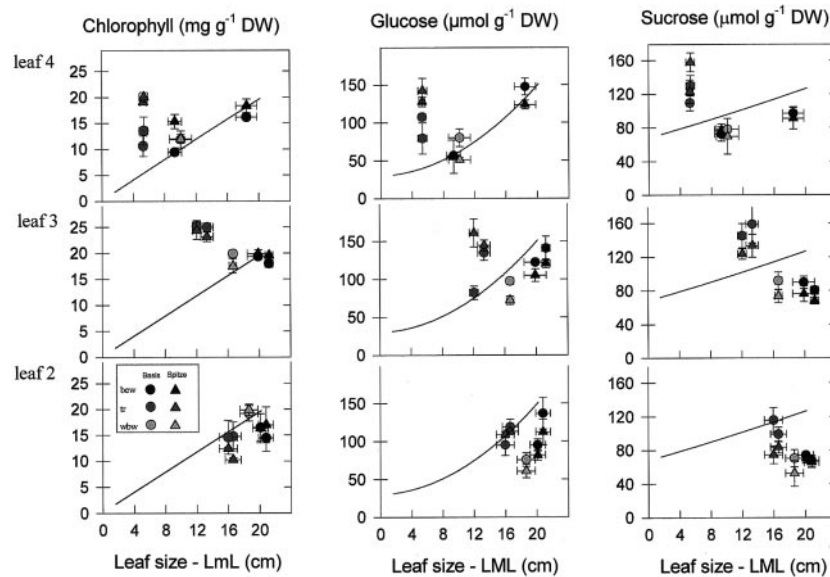 Chlorophyll (mg g⁻¹ DW)
Glucose (µmol g⁻¹ DW)
Sucrose (µmol g⁻¹ DW)
leaf 4
25
20
15
10
5
0
150
100
50
0
160
120
80
40
0
leaf 3
25
20
15
10
5
0
150
100
50
0
160
120
80
40
0
leaf 2
Basis Spitze
bew
tr
wbw
25
20
15
10
5
0
150
100
50
0
160
120
80
40
0
0 4 8 12 16 20
0 4 8 12 16 20
0 4 8 12 16 20
Leaf size - LmL (cm)
Leaf size - LML (cm)
Leaf size - LML (cm)